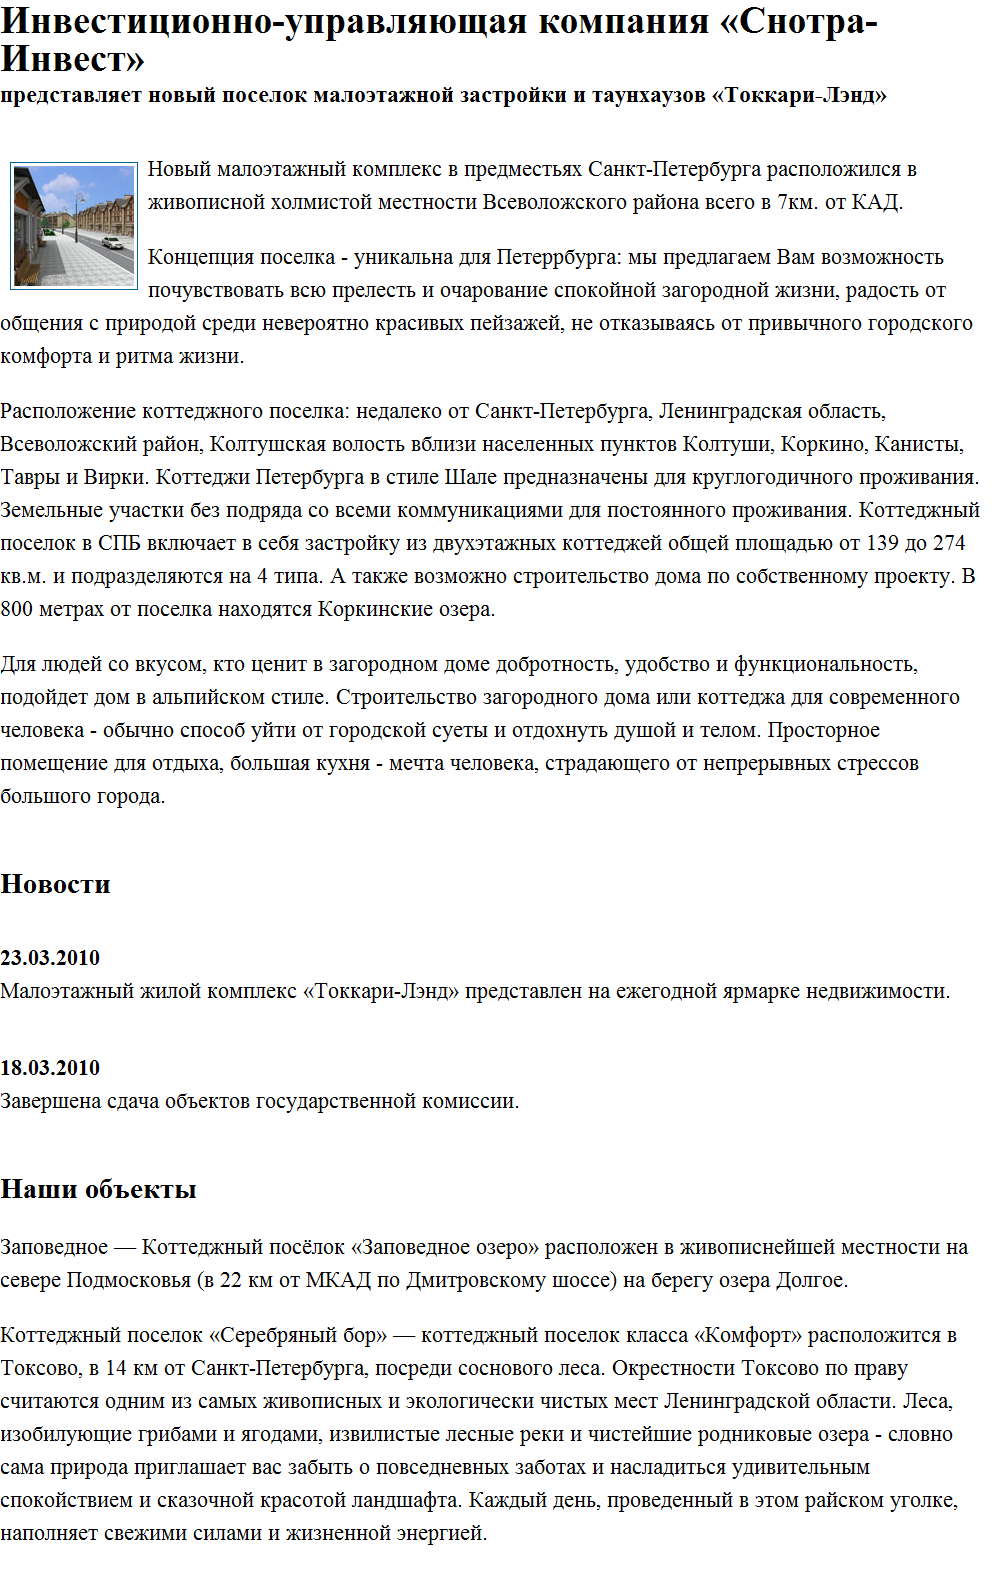 Инвестиционно-управляющая компания «Снотра-
Инвест»
представляет новый поселок малоэтажной застройки и таунхаузов «Токкари-Лэнд»
Новый малоэтажный комплекс в предместьях Санкт-Петербурга расположился в
живописной холмистой местности Всеволожского района всего в 7км. от КАД.
Концепция поселка - уникальна для Петеррбурга: мы предлагаем Вам возможность
почувствовать всю прелесть и очарование спокойной загородной жизни, радость от
общения с природой среди невероятно красивых пейзажей, не отказываясь от привычного городского
комфорта и ритма жизни.
Расположение коттеджного поселка: недалеко от Санкт-Петербурга, Ленинградская область,
Всеволожский район, Колтушская волость вблизи населенных пунктов Колтуши, Коркино, Канисты,
Тавры и Вирки. Коттеджи Петербурга в стиле Шале предназначены для круглогодичного проживания.
Земельные участки без подряда со всеми коммуникациями для постоянного проживания. Коттеджный
поселок в СПБ включает в себя застройку из двухэтажных коттеджей общей площадью от 139 до 274
кв.м. и подразделяются на 4 типа. А также возможно строительство дома по собственному проекту. В
800 метрах от поселка находятся Коркинские озера.
Для людей со вкусом, кто ценит в загородном доме добротность, удобство и функциональность,
подойдет дом в альпийском стиле. Строительство загородного дома или коттеджа для современного
человека - обычно способ уйти от городской суеты и отдохнуть душой и телом. Просторное
помещение для отдыха, большая кухня - мечта человека, страдающего от непрерывных стрессов
большого города.
Новости
23.03.2010
Малоэтажный жилой комплекс «Токкари-Лэнд» представлен на ежегодной ярмарке недвижимости.
18.03.2010
Завершена сдача объектов государственной комиссии.
Наши объекты
Заповедное — Коттеджный посёлок «Заповедное озеро» расположен в живописнейшей местности на
севере Подмосковья (в 22 км от МКАД по Дмитровскому шоссе) на берегу озера Долгое.
Коттеджный поселок «Серебряный бор» — коттеджный поселок класса «Комфорт» расположится в
Токсово, в 14 км от Санкт-Петербурга, посреди соснового леса. Окрестности Токсово по праву
считаются одним из самых живописных и экологически чистых мест Ленинградской области. Леса,
изобилующие грибами и ягодами, извилистые лесные реки и чистейшие родниковые озера - словно
сама природа приглашает вас забыть о повседневных заботах и насладиться удивительным
спокойствием и сказочной красотой ландшафта. Каждый день, проведенный в этом райском уголке,
наполняет свежими силами и жизненной энергией.